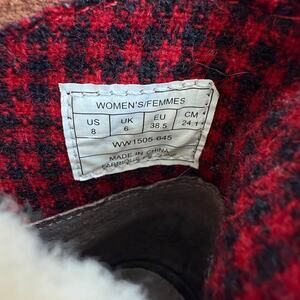 WOMEN'S/FEMMES
US UK EU CM
8 6 38.5 24.1
WW1505 645
MADE IN CHINA